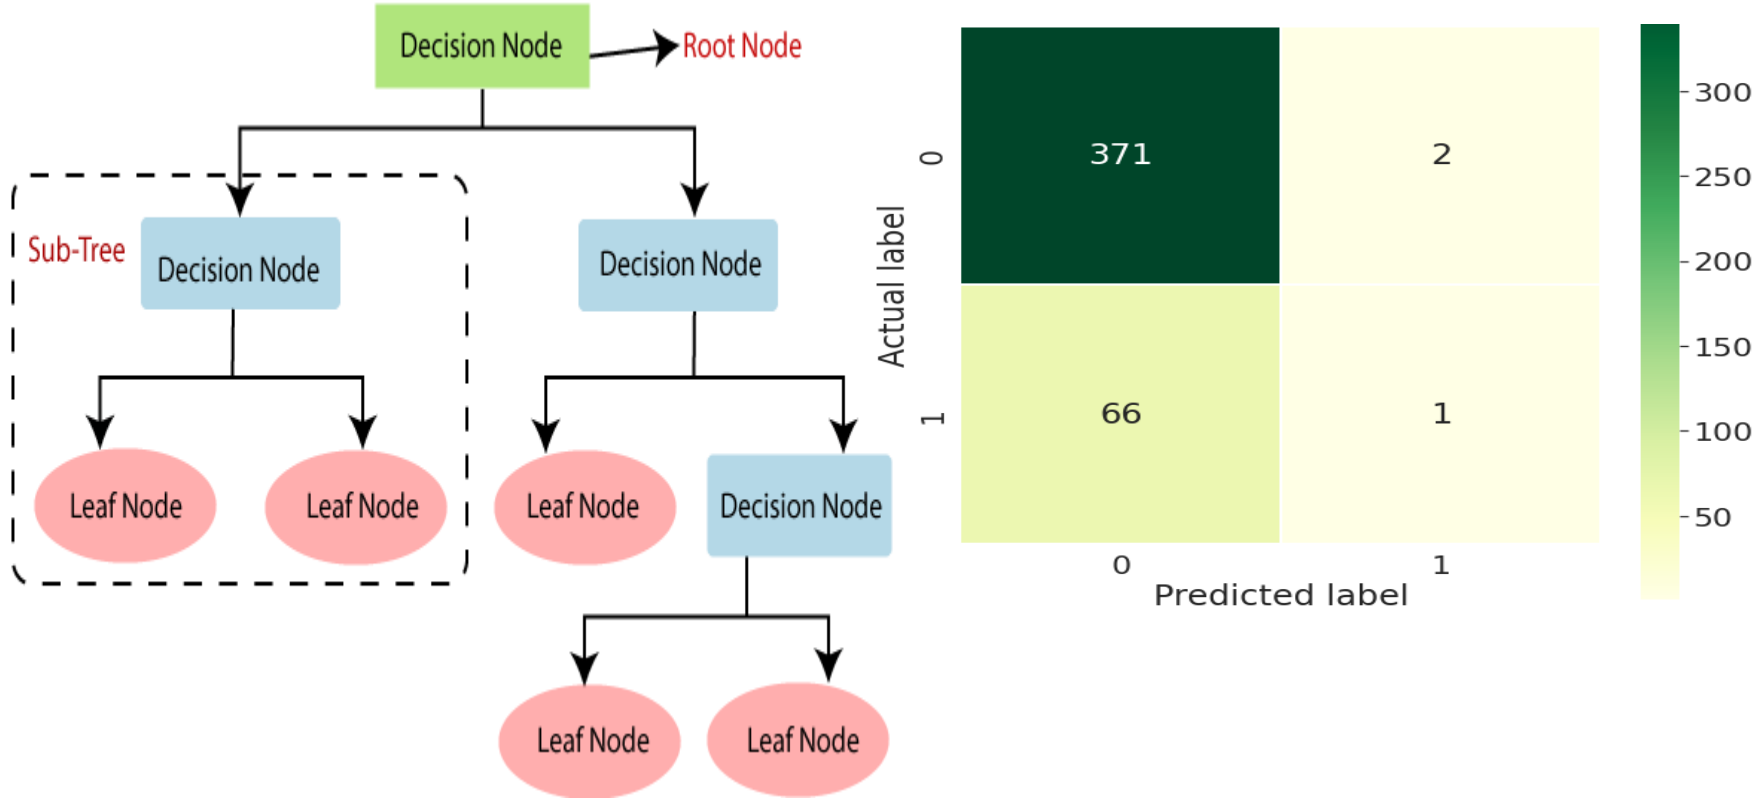 Decision Node
Root Node
Sub-Tree
Decision Node
Decision Node
Leaf Node
Leaf Node
Leaf Node
Decision Node
Leaf Node
Leaf Node
Actual label
0
1
371
2
66
1
0
1
Predicted label
300
250
200
150
100
50